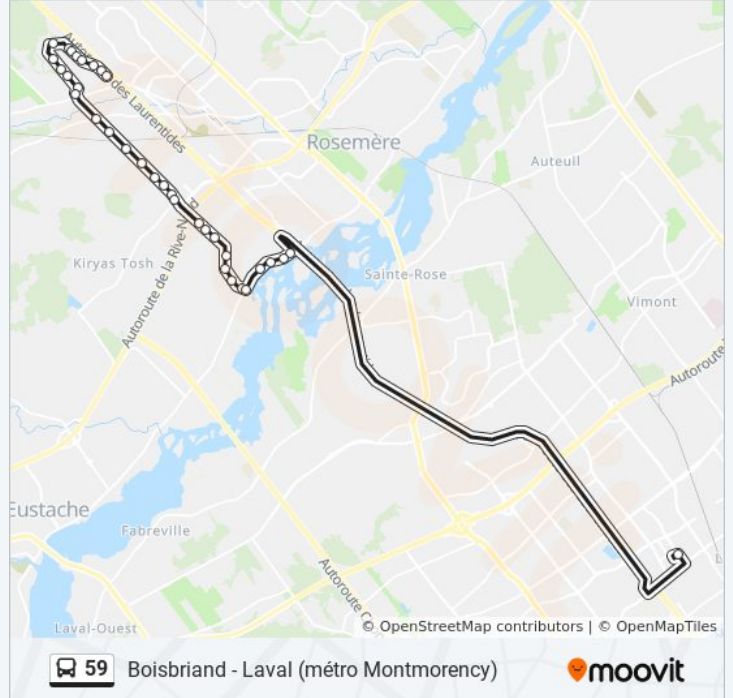 Autoroute des Laurentides
Rosemère
Auteuil
Autoroute de la Rive-N
Kiryas Tosh
Sainte-Rose
Vimont
Autoroute
Eustache
Fabreville
Autoroute C
L
Laval-Ouest
© OpenStreetMap contributors | © OpenMapTiles
59 Boisbriand - Laval (métro Montmorency)
moovit